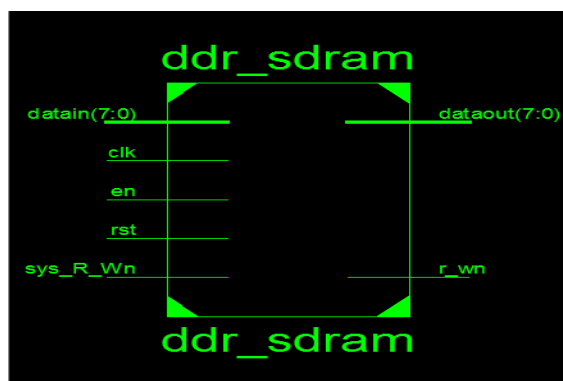 ddr_sdram
datain(7:0)
dataout(7:0)
clk
en
rst
sys_R_Wn
r_wn
ddr_sdram